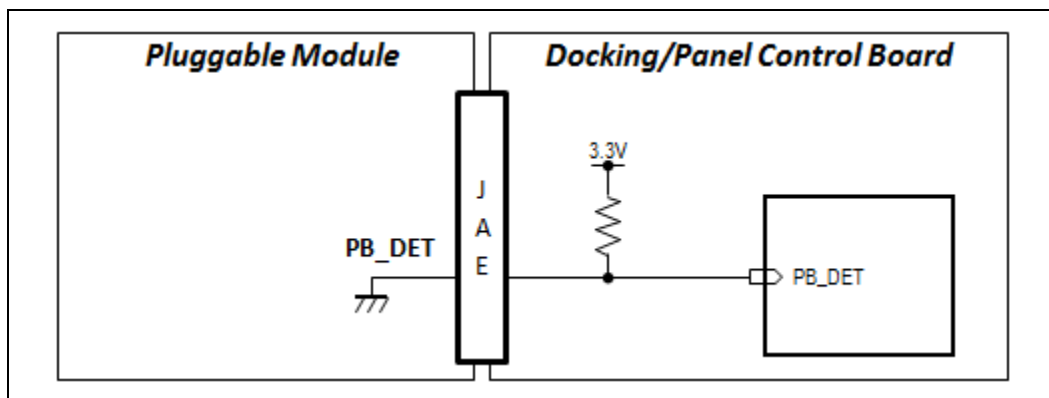 Pluggable Module
Docking/Panel Control Board
3.3V
J
A
E
PB_DET
PB_DET